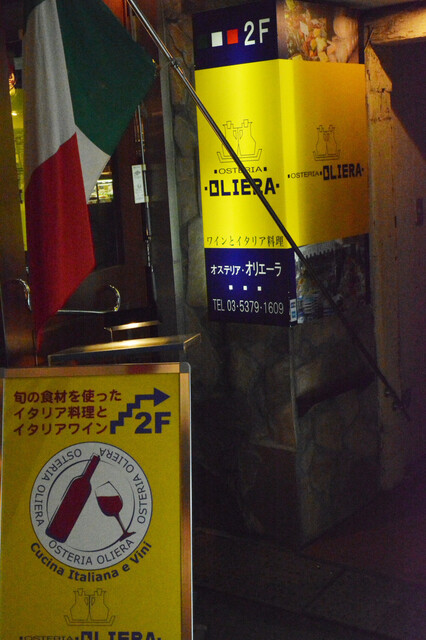 2F
OSTERIA
OLIERA
OSTERIA
OLIERA
ワインとイタリア料理
オステリア・オリエーラ
TEL 03・5379・1609
旬の食材を使った
イタリア料理と
イタリアワイン
2F
OSTERIA OLIERA
OSTERIA OLIERA
OSTERIA OLIERA
Cucina Italiana e Vini
OSTERIA
OLIERA